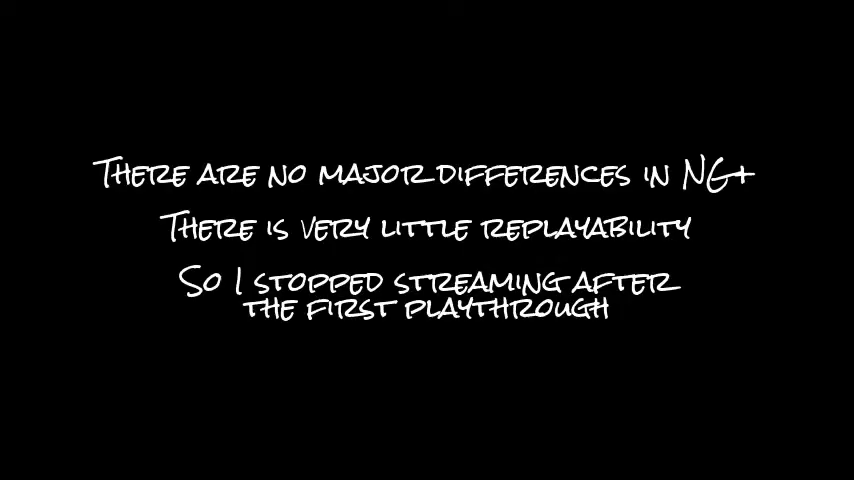 There are no major differences in NG+
There is very little replayability
So I stopped streaming after
the first playthrough